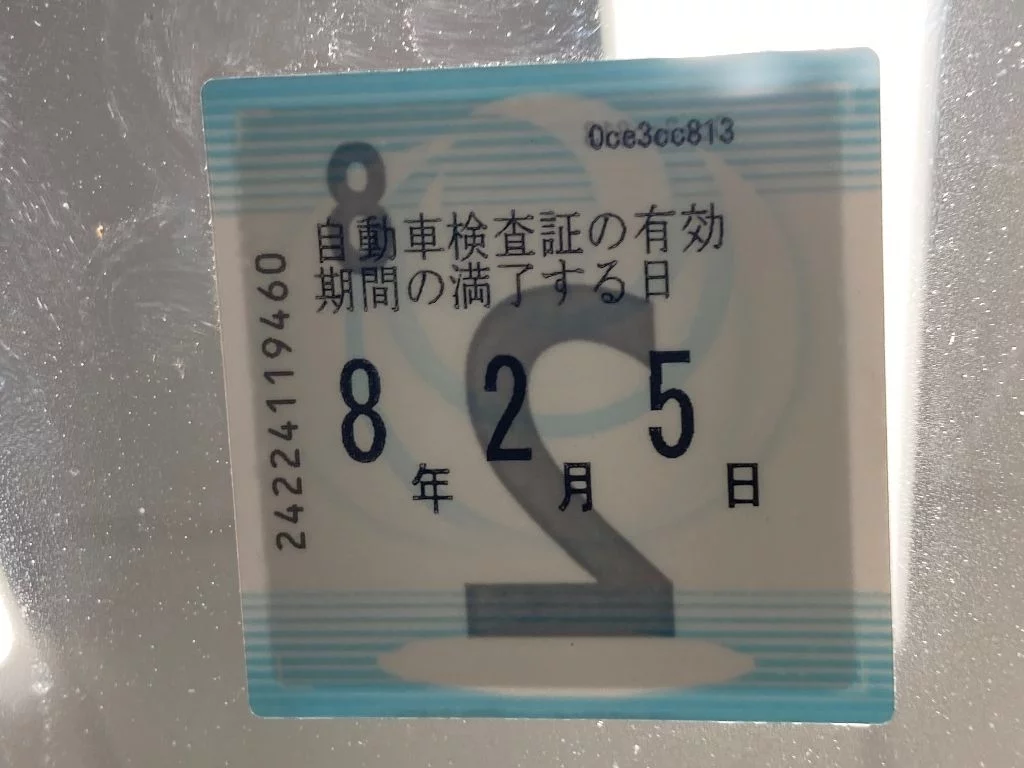 0ce3cc813
8
自動車検査証の有効
期間の満了する日
8年2月5日
2
24224119460